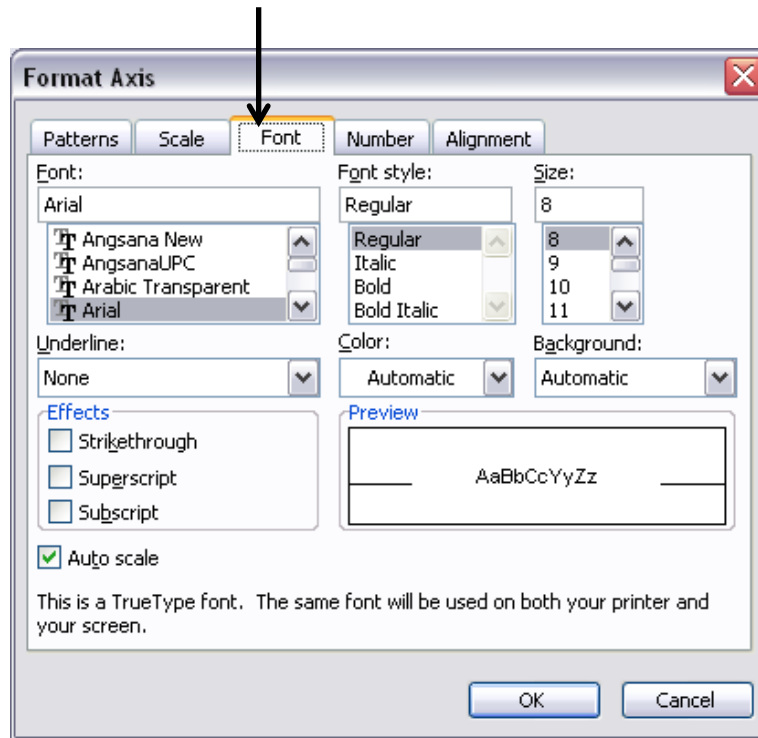 Format Axis
Patterns Scale Font Number Alignment
Font: Font style: Size:
Arial Regular 8
Angsana New Regular 8
AngsanaUPC Italic 9
Arabic Transparent Bold 10
Arial Bold Italic 11
Underline: Color: Background:
None Automatic Automatic
Effects Preview
Strikethrough
Superscript AaBbCcYyZz
Subscript
Auto scale
This is a TrueType font. The same font will be used on both your printer and
your screen.
OK Cancel